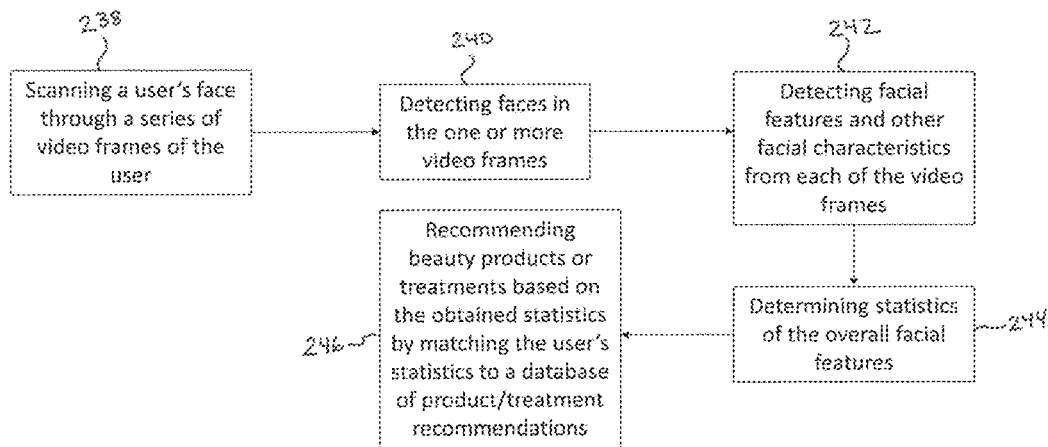 238
Scanning a user's face
through a series of
video frames of the
user
240
Detecting faces in
the one or more
video frames
242
Detecting facial
features and other
facial characteristics
from each of the video
frames
Determining statistics
of the overall facial
features
244
Recommending
beauty products or
treatments based on
the obtained statistics
by matching the user's
statistics to a database
of product/treatment
recommendations
246